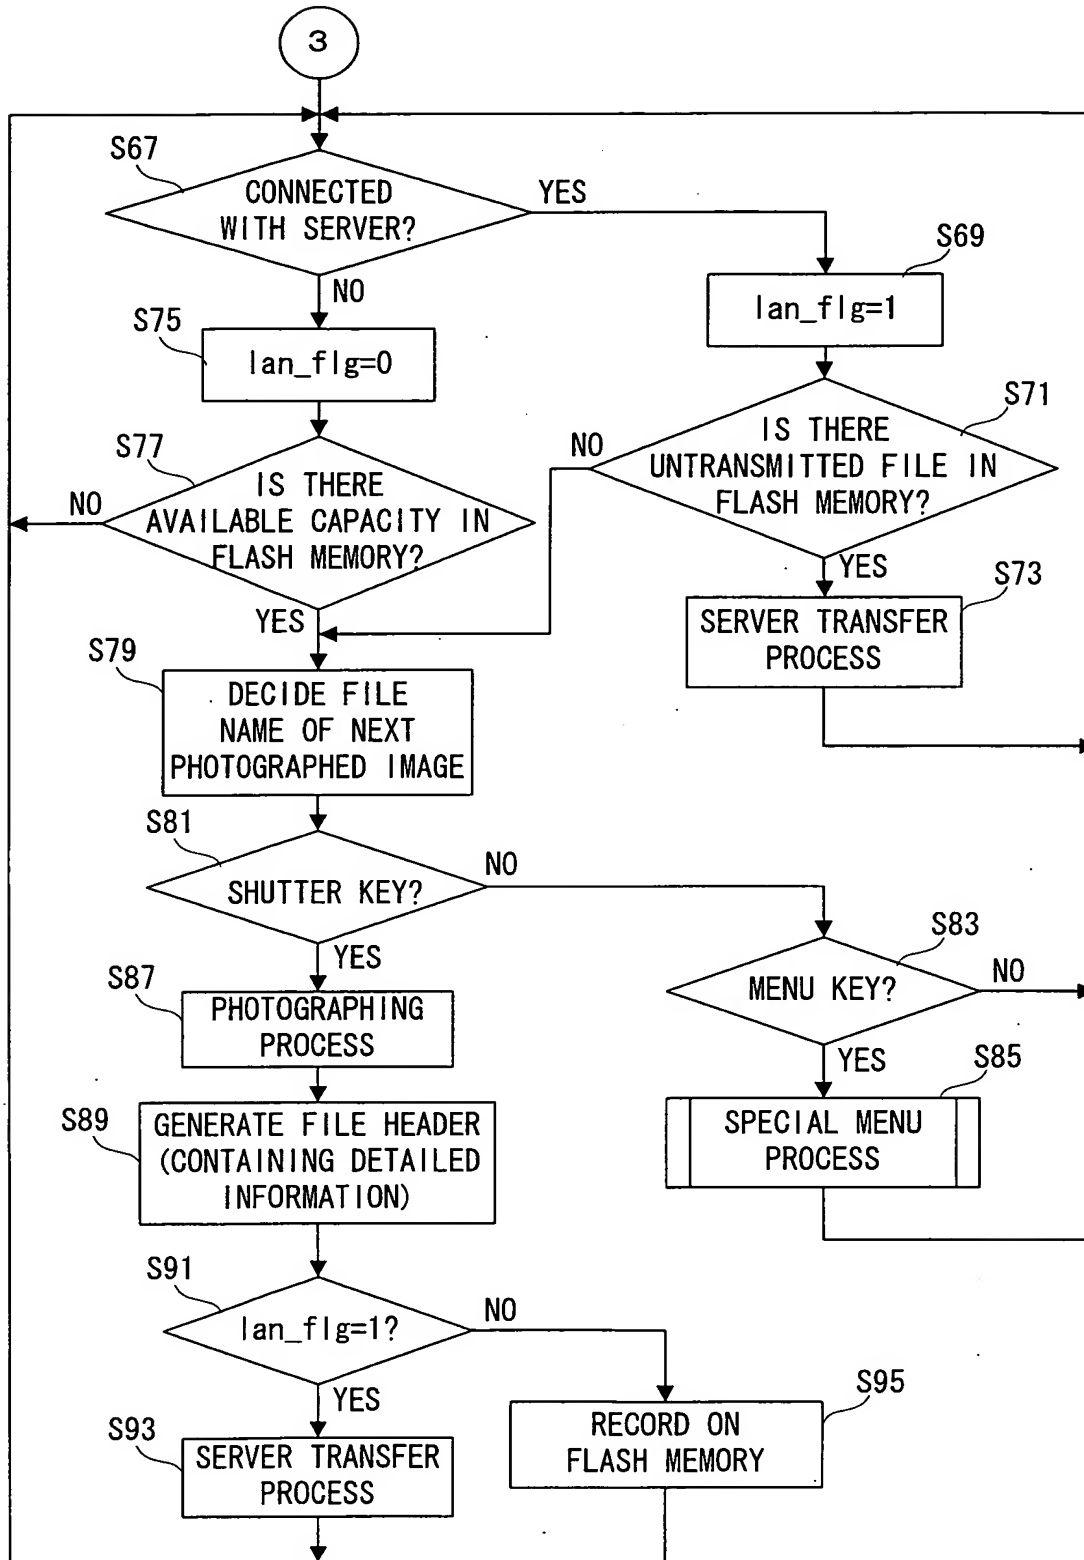 3
S67
CONNECTED
WITH SERVER?
YES
NO
S69
lan_flg=1
S75
lan_flg=0
S71
IS THERE
UNTRANSMITTED FILE IN
FLASH MEMORY?
NO
YES
S77
IS THERE
AVAILABLE CAPACITY IN
FLASH MEMORY?
NO
YES
S73
SERVER TRANSFER
PROCESS
S79
DECIDE FILE
NAME OF NEXT
PHOTOGRAPHED IMAGE
S81
SHUTTER KEY?
NO
YES
S83
MENU KEY?
NO
YES
S87
PHOTOGRAPHING
PROCESS
S85
SPECIAL MENU
PROCESS
S89
GENERATE FILE HEADER
(CONTAINING DETAILED
INFORMATION)
S91
lan_flg=1?
NO
YES
S95
RECORD ON
FLASH MEMORY
S93
SERVER TRANSFER
PROCESS